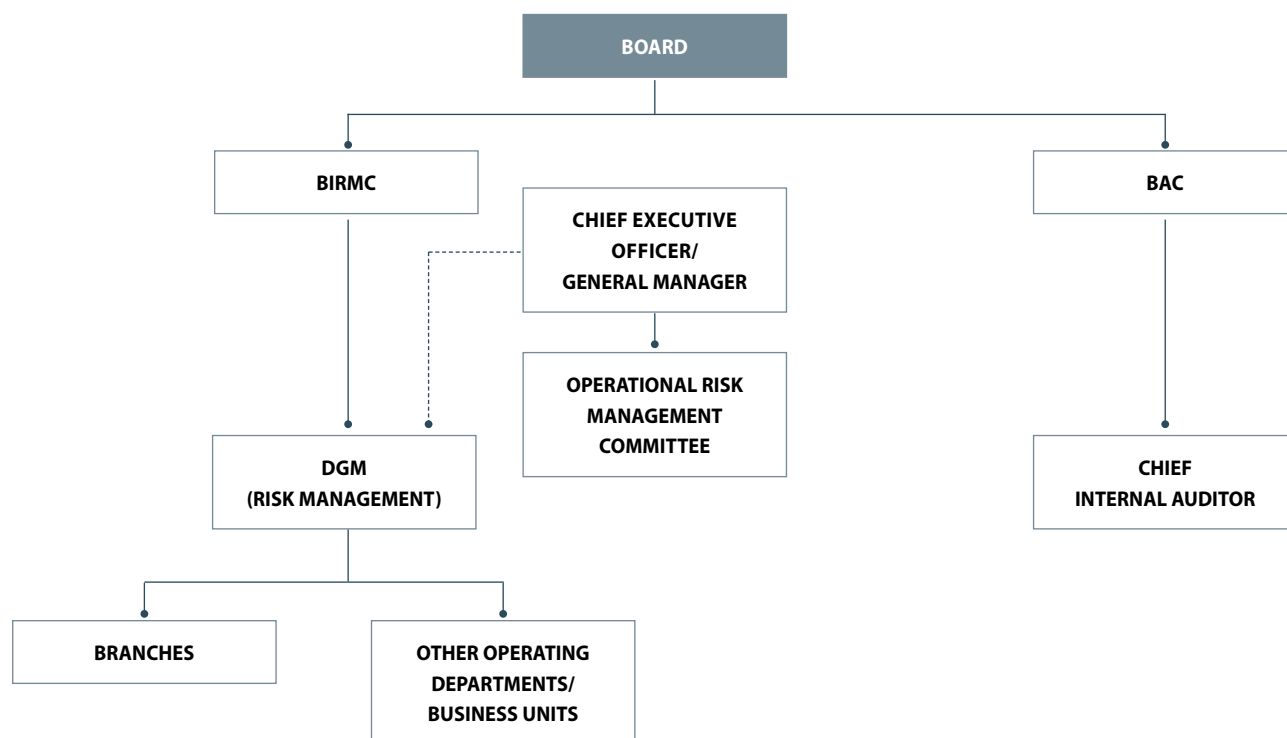 BOARD
BIRMC
BAC
CHIEF EXECUTIVE
OFFICER/
GENERAL MANAGER
OPERATIONAL RISK
MANAGEMENT
COMMITTEE
DGM
(RISK MANAGEMENT)
CHIEF
INTERNAL AUDITOR
BRANCHES
OTHER OPERATING
DEPARTMENTS/
BUSINESS UNITS